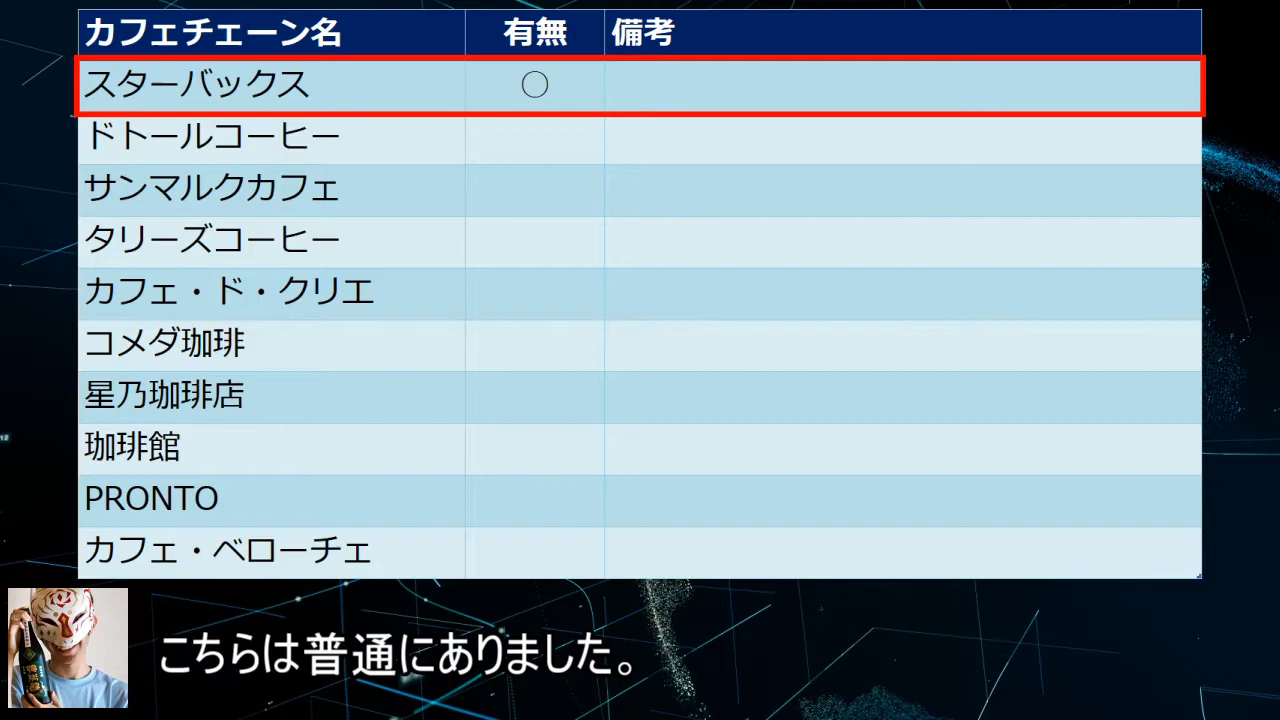 カフェチェーン名 有無 備考
スターバックス ○
ドトールコーヒー
サンマルクカフェ
タリーズコーヒー
カフェ・ド・クリエ
コメダ珈琲
星乃珈琲店
珈琲館
PRONTO
カフェ・ベローチェ
こちらは普通にありました。